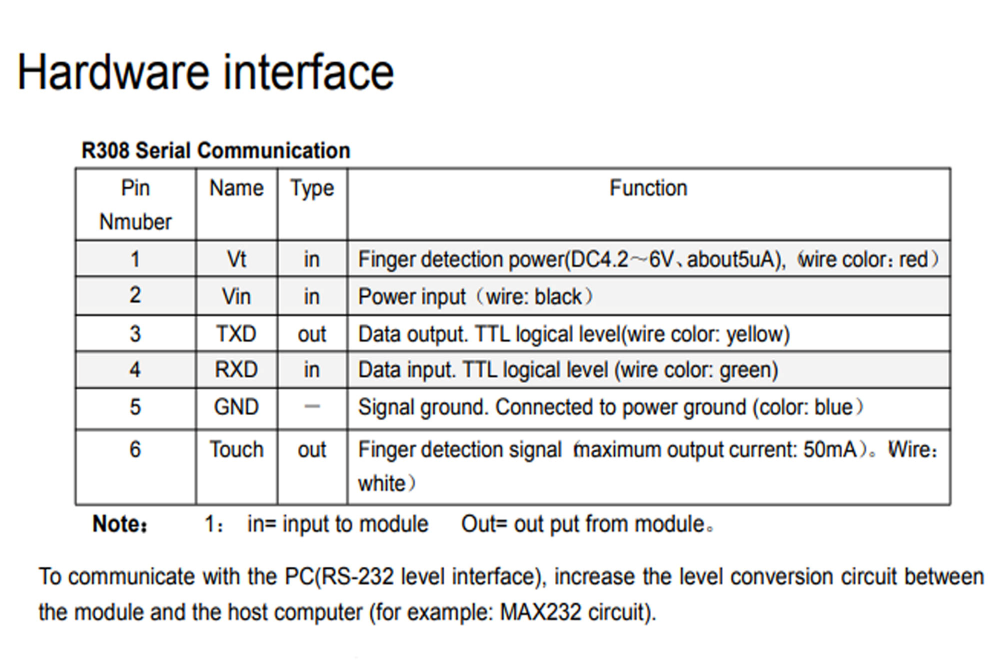 Hardware interface
R308 Serial Communication
Pin Nmuber Name Type Function
1 Vt in Finger detection power(DC4.2～6V、about5uA),（wire color：red）
2 Vin in Power input（wire: black）
3 TXD out Data output. TTL logical level(wire color: yellow)
4 RXD in Data input. TTL logical level (wire color: green)
5 GND — Signal ground. Connected to power ground (color: blue）
6 Touch out Finger detection signal（maximum output current: 50mA）。（Wire：
white）
Note： 1： in= input to module Out= out put from module。
To communicate with the PC(RS-232 level interface), increase the level conversion circuit between
the module and the host computer (for example: MAX232 circuit).